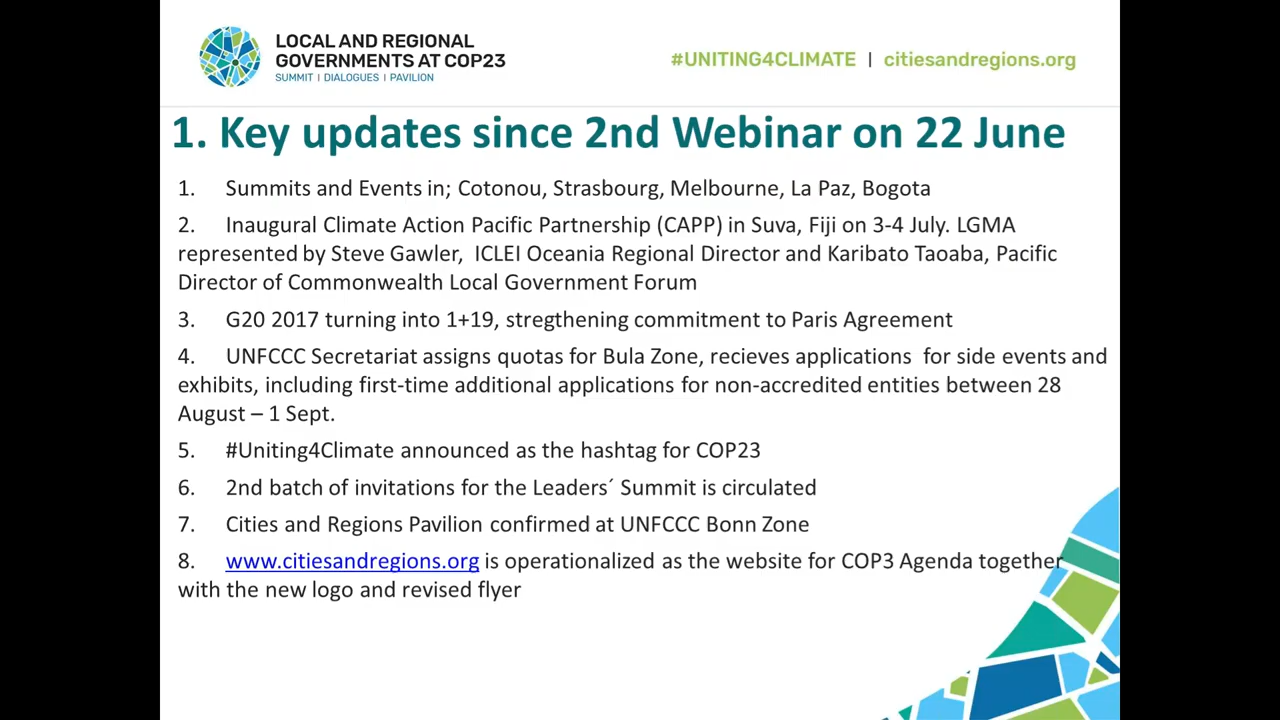 LOCAL AND REGIONAL
GOVERNMENTS AT COP23
SUMMIT | DIALOGUES | PAVILION
#UNITING4CLIMATE | citiesandregions.org
1. Key updates since 2nd Webinar on 22 June
1. Summits and Events in; Cotonou, Strasbourg, Melbourne, La Paz, Bogota
2. Inaugural Climate Action Pacific Partnership (CAPP) in Suva, Fiji on 3-4 July. LGMA
represented by Steve Gawler, ICLEI Oceania Regional Director and Karibato Taoaba, Pacific
Director of Commonwealth Local Government Forum
3. G20 2017 turning into 1+19, stregthening commitment to Paris Agreement
4. UNFCCC Secretariat assigns quotas for Bula Zone, recieves applications for side events and
exhibits, including first-time additional applications for non-accredited entities between 28
August – 1 Sept.
5. #Uniting4Climate announced as the hashtag for COP23
6. 2nd batch of invitations for the Leaders´ Summit is circulated
7. Cities and Regions Pavilion confirmed at UNFCCC Bonn Zone
8. www.citiesandregions.org is operationalized as the website for COP3 Agenda together
with the new logo and revised flyer